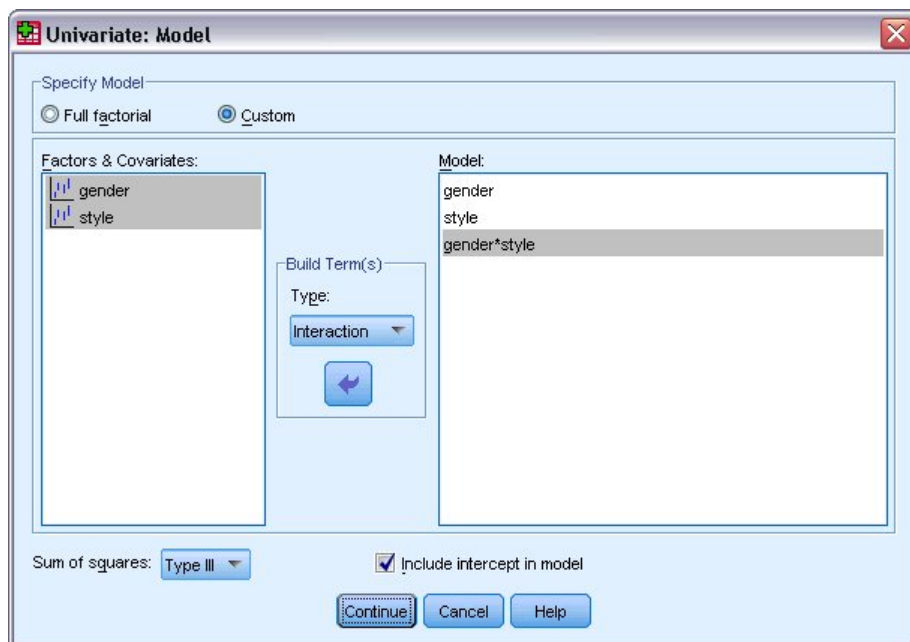 Univariate: Model
Specify Model
Full factorial
Custom
Factors & Covariates:
gender
style
Build Term(s)
Type:
Interaction
Model:
gender
style
gender*style
Sum of squares: Type III
Include intercept in model
Continue Cancel Help